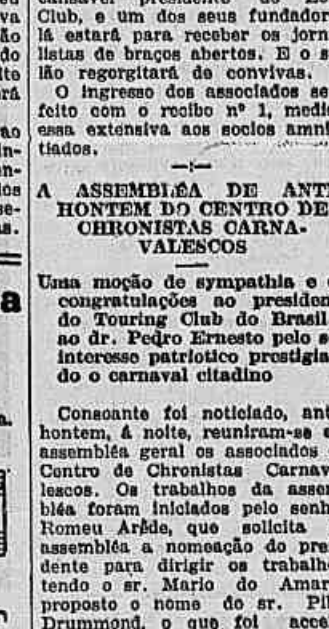 Club, e um dos seus fundador
lá estará para receber os jorn
listas de braços abertos. E o s
lão regorgitará de convivas.
O ingresso dos associados se
feito com o recibo nº 1, medi
essa extensiva aos socios amni
tiados.
A ASSEMBLÉA DE ANT
HONTEM DO CENTRO DE
CHRONISTAS CARNA-
VALESCOS
Uma moção de sympathia e
congratulações ao presiden
do Touring Club do Brasil
ao dr. Pedro Ernesto pelo s
interesse patriotico prestigia
do o carnaval citadino
Consoante foi noticiado, ant
hontem, á noite, reuniram-se e
assembléa geral os associados
Centro de Chronistas Carnav
lescos. Os trabalhos da assem
bléa foram iniciados pelo senh
Romeu Aréde, que solicita
assembléa a nomeação do pres
dente para dirigir os trabalho
tendo o sr. Mario do Amar
proposto o nome do sr. Pl
Drummond, o que foi acce